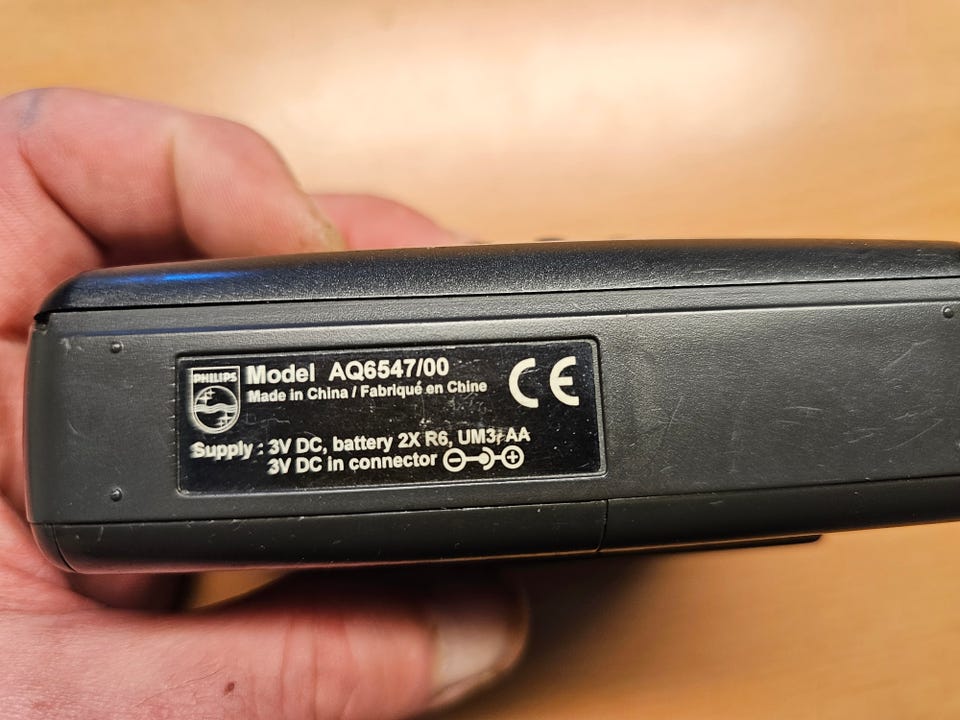 PHILIPS
Model AQ6547/00
Made in China / Fabriqué en Chine
CE
Supply : 3V DC, battery 2X R6, UM3, AA
3V DC in connector